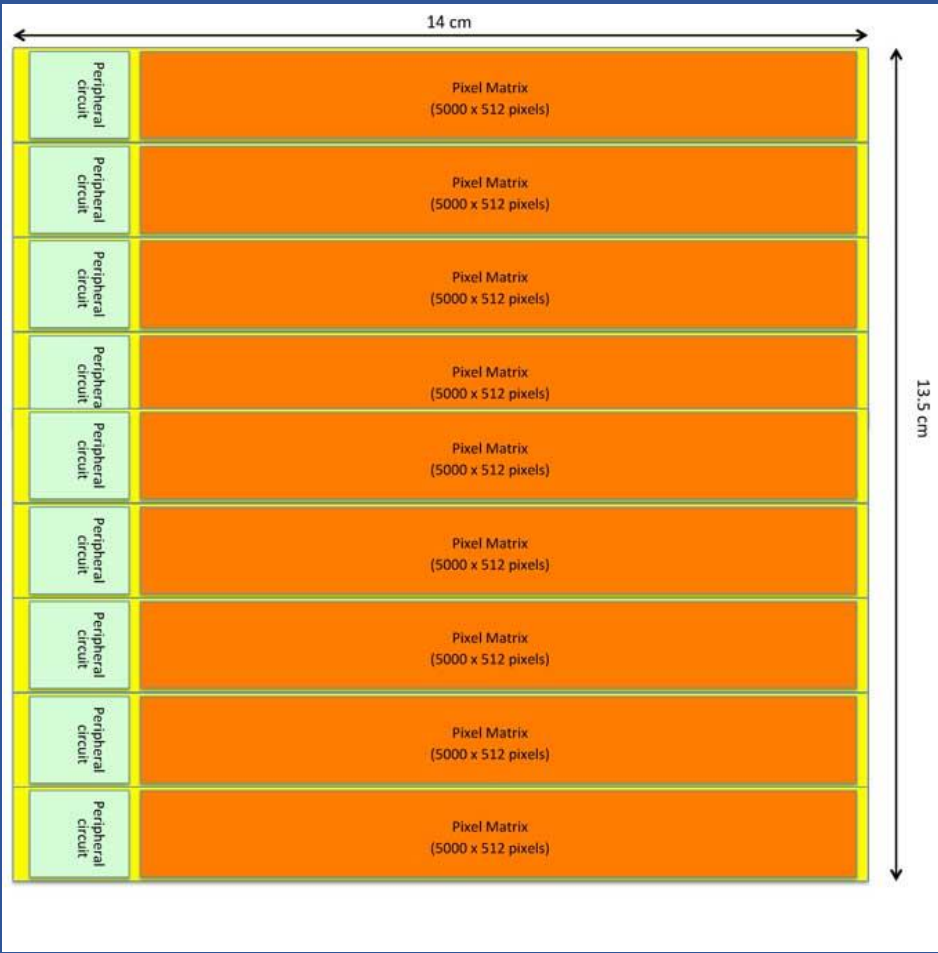 14 cm
Peripheral
circuit
Pixel Matrix
(5000 x 512 pixels)
Peripheral
circuit
Pixel Matrix
(5000 x 512 pixels)
Peripheral
circuit
Pixel Matrix
(5000 x 512 pixels)
Periphera
circuit
Pixel Matrix
(5000 x 512 pixels)
13.5 cm
Peripheral
circuit
Pixel Matrix
(5000 x 512 pixels)
Peripheral
circuit
Pixel Matrix
(5000 x 512 pixels)
Peripheral
circuit
Pixel Matrix
(5000 x 512 pixels)
Peripheral
circuit
Pixel Matrix
(5000 x 512 pixels)
Peripheral
circuit
Pixel Matrix
(5000 x 512 pixels)